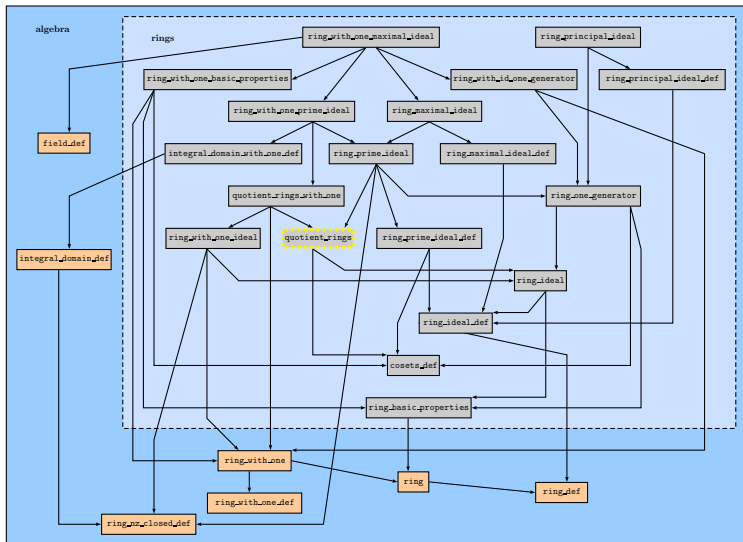 algebra
rings
ring_with_one_maximal_ideal
ring_principal_ideal
ring_with_one_basic_properties
ring_with_id_one_generator
ring_principal_ideal_def
ring_with_one_prime_ideal
ring_maximal_ideal
field_def
integral_domain_with_one_def
ring_prime_ideal
ring_maximal_ideal_def
quotient_rings_with_one
ring_one_generator
ring_with_one_ideal
quotient_rings
ring_prime_ideal_def
integral_domain_def
ring_ideal
ring_ideal_def
cosets_def
ring_basic_properties
ring_with_one
ring
ring_def
ring_with_one_def
ring_nz_closed_def